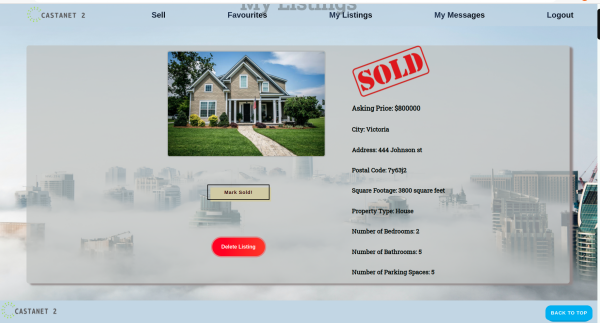 My Listings
CASTANET 2
Sell
Favourites
My Listings
My Messages
Logout
SOLD
Asking Price: $800000
City: Victoria
Address: 444 Johnson st
Postal Code: 7y63j2
Square Footage: 3800 square feet
Mark Sold!
Property Type: House
Number of Bedrooms: 2
Delete Listing
Number of Bathrooms: 5
Number of Parking Spaces: 5
CASTANET 2
BACK TO TOP